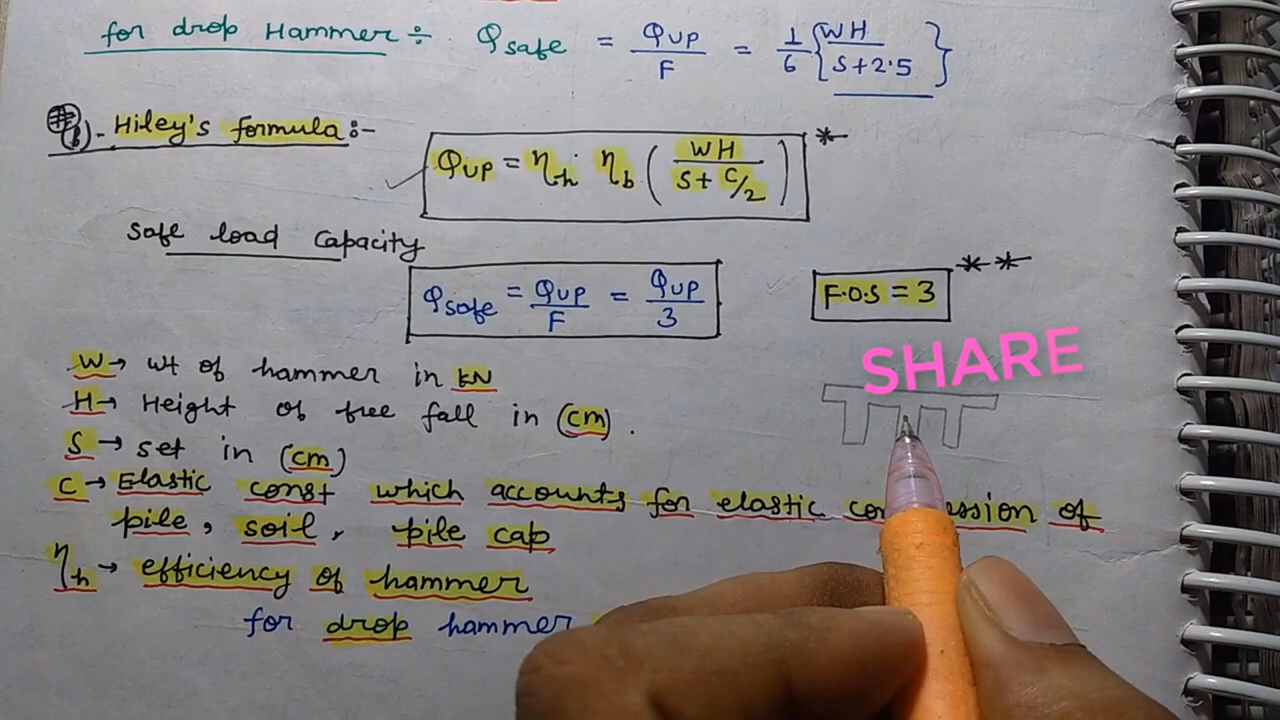 for drop Hammer ÷ Qsafe = Qup/F = 1/6 {WH/(S+2.5)}
(b)- Hiley's formula:-
Qup = ηh ηb (WH/(S+C/2)) *
Safe load Capacity
Qsafe = Qup/F = Qup/3
F.O.S = 3 **
SHARE
W → wt of hammer in kN
H → Height of free fall in (cm).
S → set in (cm)
C → Elastic const which accounts for elastic of
pile, soil, pile cap
ηh → efficiency of hammer
for drop hammer